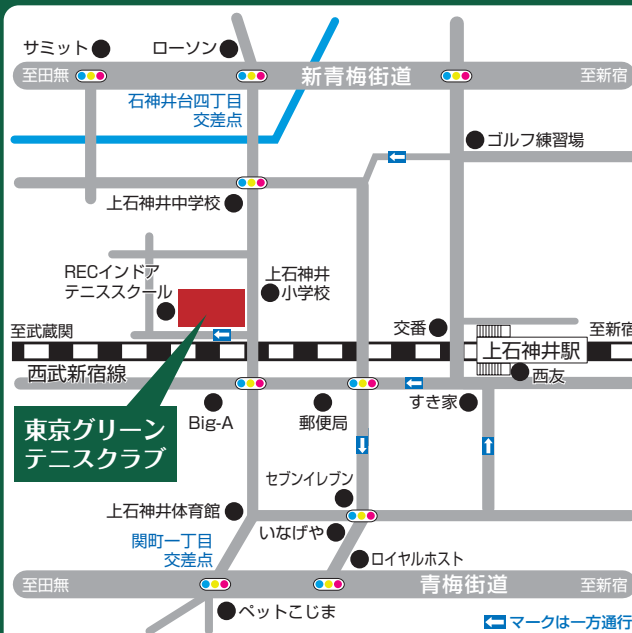 サミット
ローソン
至田無
新青梅街道
至新宿
石神井台四丁目
交差点
ゴルフ練習場
上石神井中学校
RECインドア
テニススクール
上石神井
小学校
至武蔵関
交番
至新宿
上石神井駅
西武新宿線
西友
Big-A
郵便局
すき家
東京グリーン
テニスクラブ
セブンイレブン
上石神井体育館
いなげや
関町一丁目
交差点
ロイヤルホスト
至田無
青梅街道
至新宿
ペットこじま
マークは一方通行